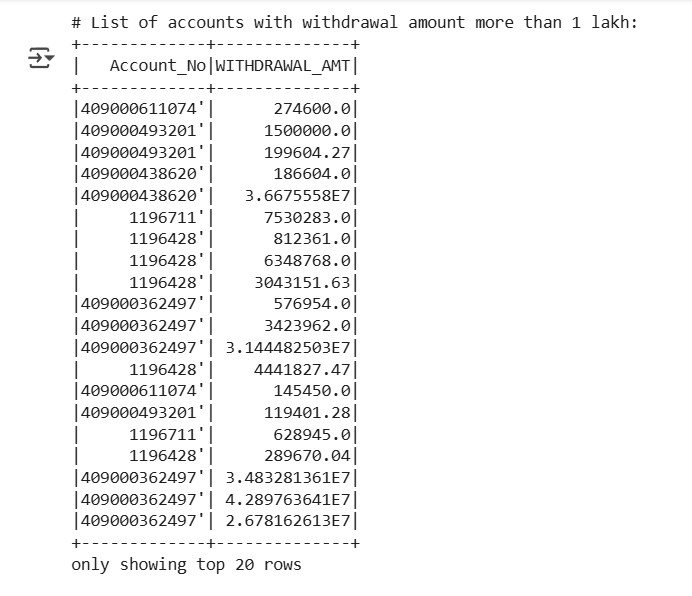 # List of accounts with withdrawal amount more than 1 lakh:
+-------------+--------------+
|   Account_No|WITHDRAWAL_AMT|
+-------------+--------------+
|409000611074'|      274600.0|
|409000493201'|     1500000.0|
|409000493201'|     199604.27|
|409000438620'|      186604.0|
|409000438620'|   3.6675558E7|
|     1196711'|     7530283.0|
|     1196428'|      812361.0|
|     1196428'|     6348768.0|
|     1196428'|    3043151.63|
|409000362497'|      576954.0|
|409000362497'|     3423962.0|
|409000362497'| 3.144482503E7|
|     1196428'|    4441827.47|
|409000611074'|      145450.0|
|409000493201'|     119401.28|
|     1196711'|      628945.0|
|     1196428'|     289670.04|
|409000362497'| 3.483281361E7|
|409000362497'| 4.289763641E7|
|409000362497'| 2.678162613E7|
+-------------+--------------+
only showing top 20 rows